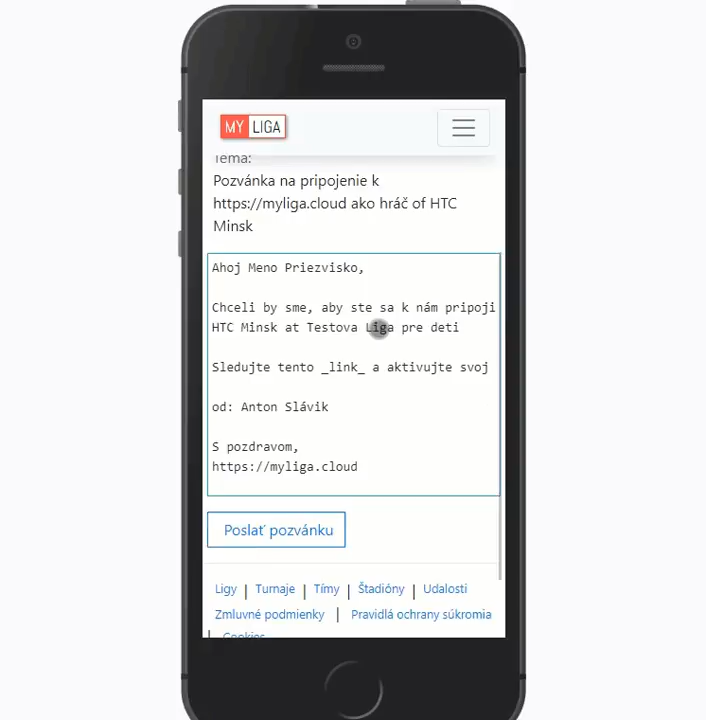 MY LIGA
Tema:
Pozvánka na pripojenie k
https://myliga.cloud ako hráč of HTC
Minsk
Ahoj Meno Priezvisko,
Chceli by sme, aby ste sa k nám pripoji
HTC Minsk at Testova Liga pre deti
Sledujte tento _link_ a aktivujte svoj
od: Anton Slávik
S pozdravom,
https://myliga.cloud
Poslať pozvánku
Ligy | Turnaje | Tímy | Štadióny | Udalosti
Zmluvné podmienky | Pravidlá ochrany súkromia
| Cookies